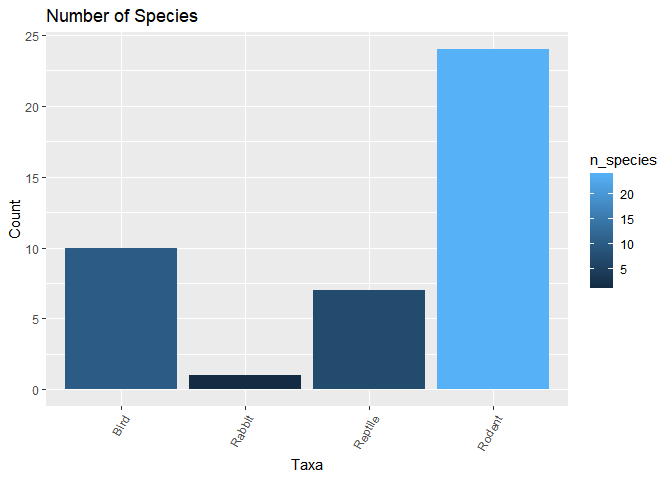 Number of Species
Count
25
20
15
10
5
0
Bird
Rabbit
Reptile
Rodent
Taxa
n_species
20
15
10
5